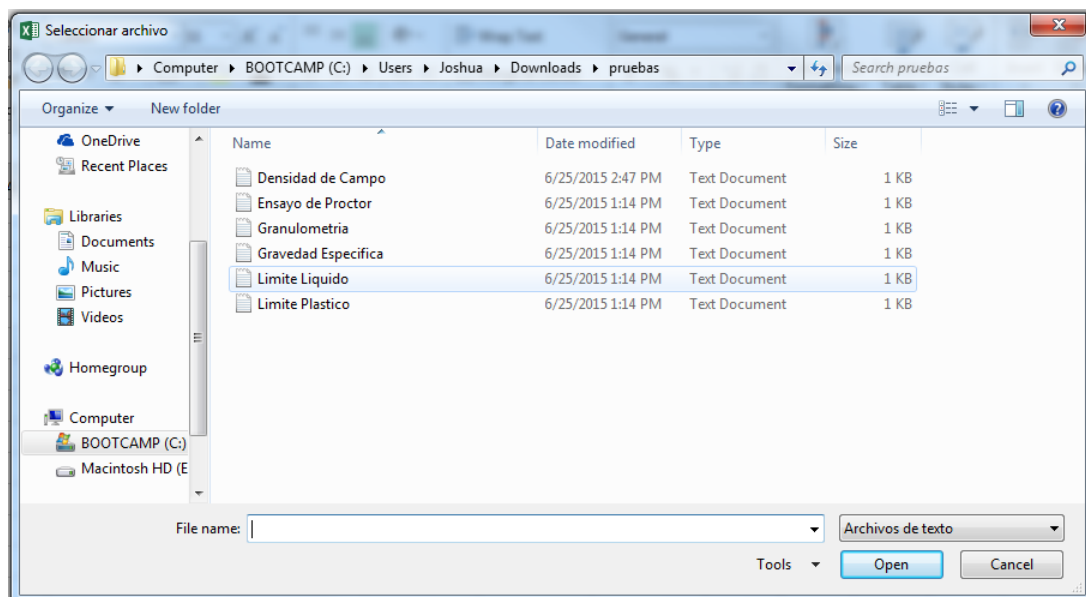 Seleccionar archivo
Wrap Text
General
Computer BOOTCAMP (C:) Users Joshua Downloads pruebas
Search pruebas
Organize
New folder
OneDrive
Recent Places
Libraries
Documents
Music
Pictures
Videos
Homegroup
Computer
BOOTCAMP (C:)
Macintosh HD (E
Name Date modified Type Size
Densidad de Campo 6/25/2015 2:47 PM Text Document 1 KB
Ensayo de Proctor 6/25/2015 1:14 PM Text Document 1 KB
Granulometria 6/25/2015 1:14 PM Text Document 1 KB
Gravedad Especifica 6/25/2015 1:14 PM Text Document 1 KB
Limite Liquido 6/25/2015 1:14 PM Text Document 1 KB
Limite Plastico 6/25/2015 1:14 PM Text Document 1 KB
File name:
Archivos de texto
Tools
Open
Cancel